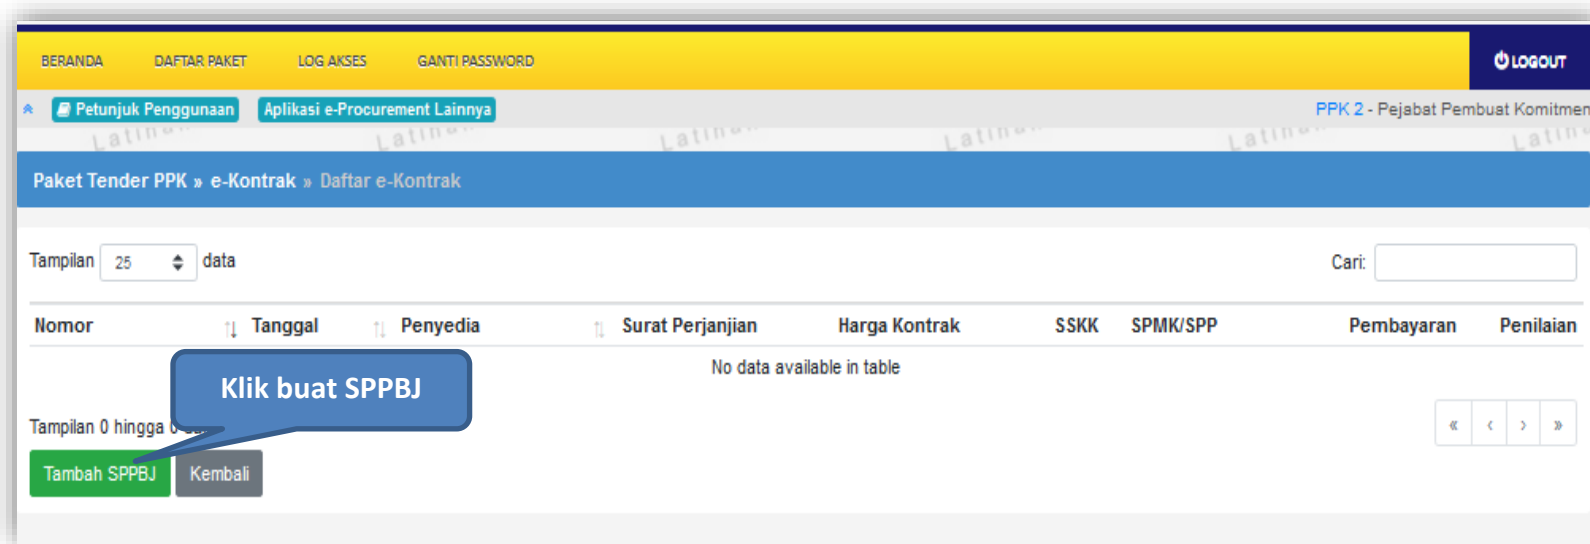 BERANDA DAFTAR PAKET LOG AKSES GANTI PASSWORD LOGOUT
Petunjuk Penggunaan Aplikasi e-Procurement Lainnya PPK 2 - Pejabat Pembuat Komitmen
Paket Tender PPK » e-Kontrak » Daftar e-Kontrak
Tampilan 25 data Cari:
Nomor Tanggal Penyedia Surat Perjanjian Harga Kontrak SSKK SPMK/SPP Pembayaran Penilaian
No data available in table
Klik buat SPPBJ
Tampilan 0 hingga 0
« ‹ › »
Tambah SPPBJ Kembali